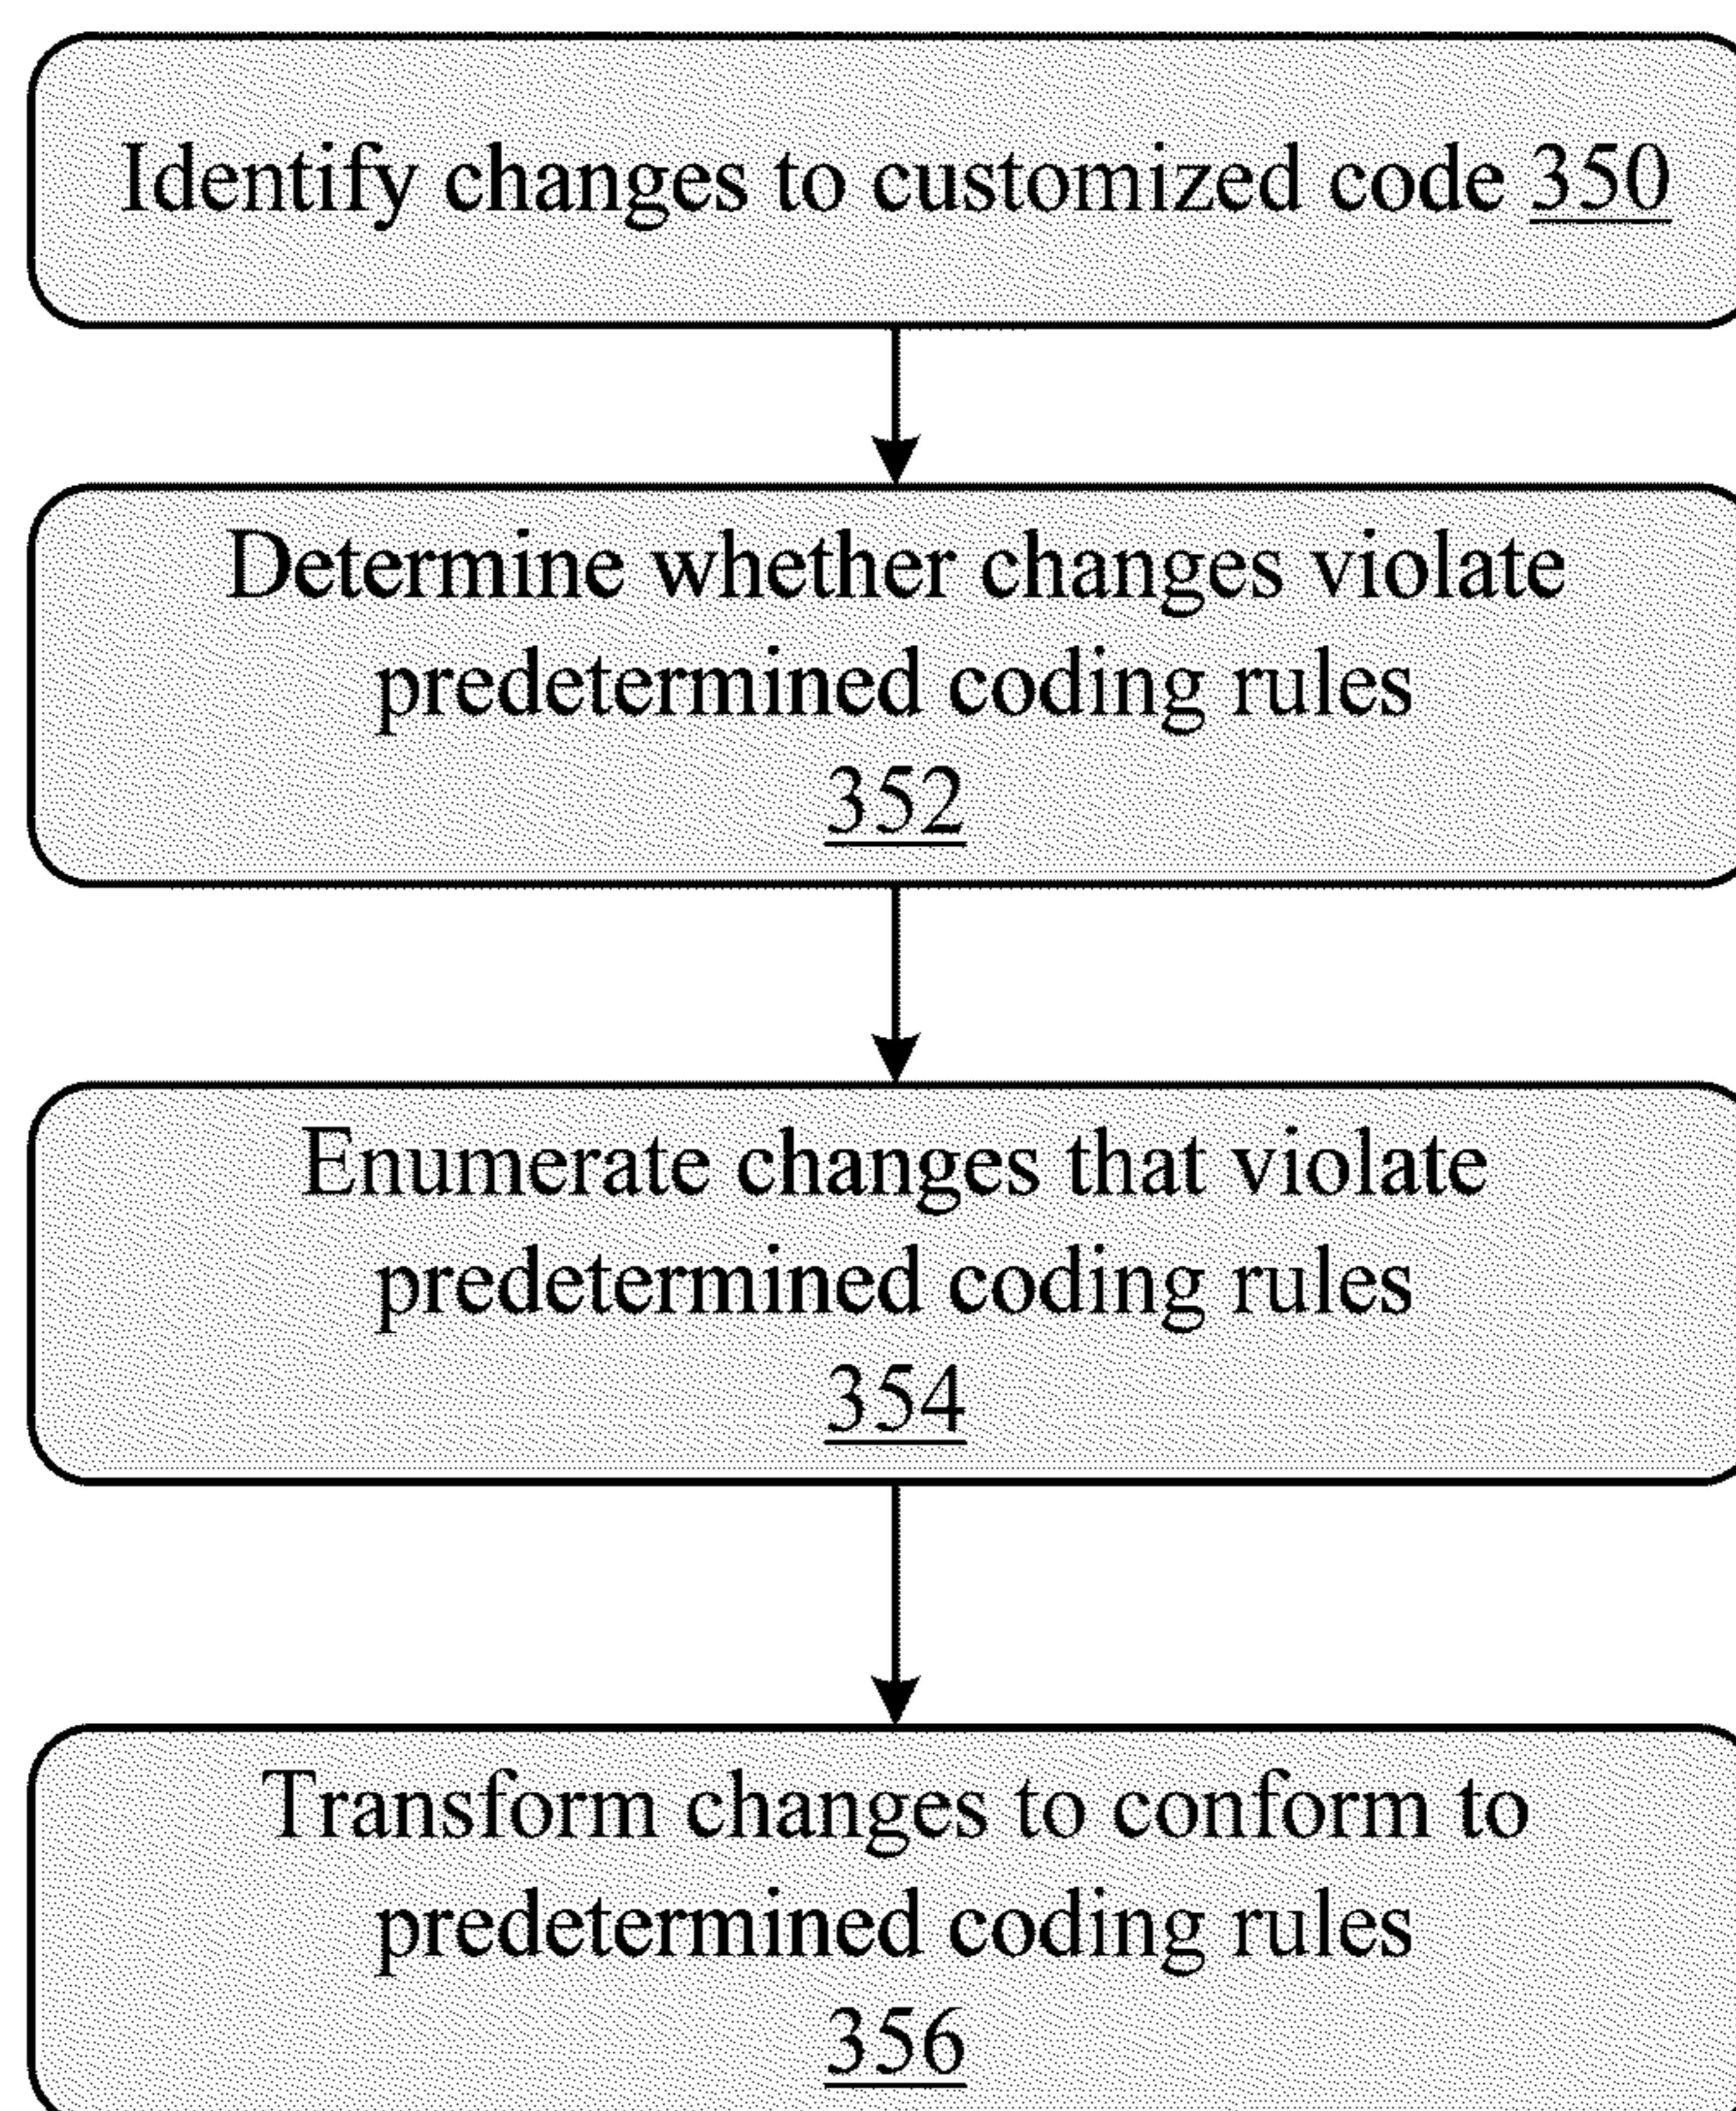 Identify changes to customized code 350
Determine whether changes violate
predetermined coding rules
352
Enumerate changes that violate
predetermined coding rules
354
Transform changes to conform to
predetermined coding rules
356